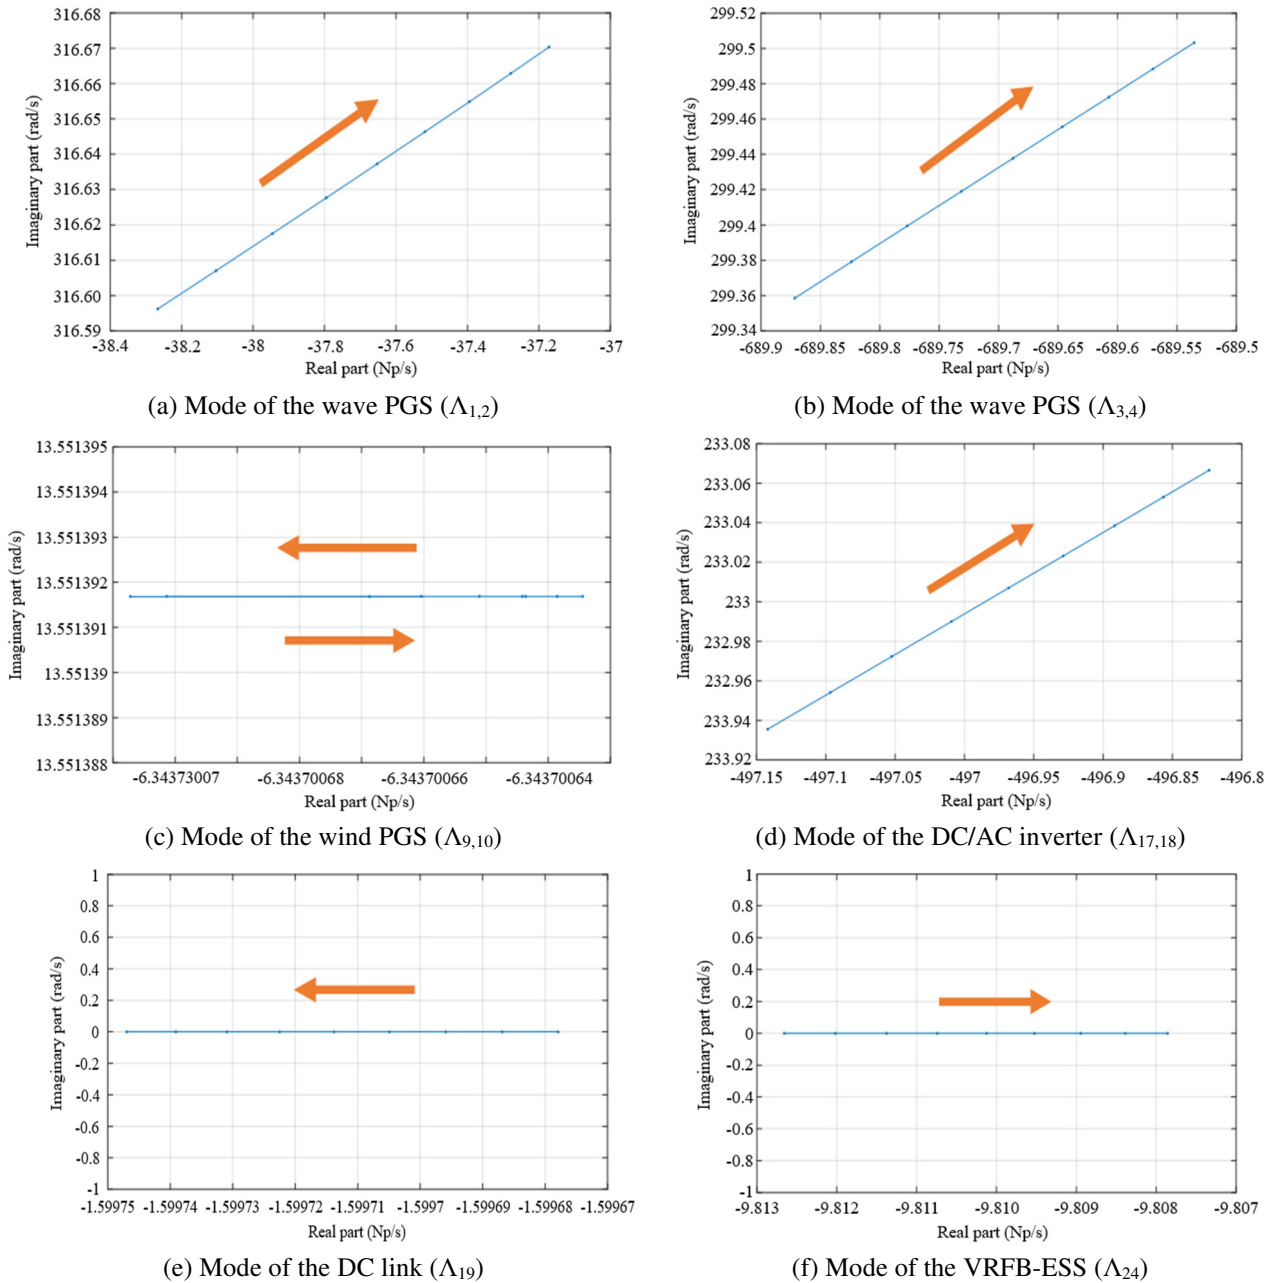 316.68
316.67
316.66
316.65
316.64
316.63
316.62
316.61
316.60
316.59
Imaginary part (rad/s)
-38.4 -38.2 -38 -37.8 -37.6 -37.4 -37.2 -37
Real part (Np/s)
(a) Mode of the wave PGS (Λ1,2)
299.52
299.5
299.48
299.46
299.44
299.42
299.4
299.38
299.36
299.34
Imaginary part (rad/s)
-689.9 -689.85 -689.8 -689.75 -689.7 -689.65 -689.6 -689.55 -689.5
Real part (Np/s)
(b) Mode of the wave PGS (Λ3,4)
13.551395
13.551394
13.551393
13.551392
13.551391
13.55139
13.551389
13.551388
Imaginary part (rad/s)
-6.34373007 -6.34370068 -6.34370066 -6.34370064
Real part (Np/s)
(c) Mode of the wind PGS (Λ9,10)
233.08
233.06
233.04
233.02
233
232.98
232.96
233.94
233.92
Imaginary part (rad/s)
-497.15 -497.1 -497.05 -497 -496.95 -496.9 -496.85 -496.8
Real part (Np/s)
(d) Mode of the DC/AC inverter (Λ17,18)
1
0.8
0.6
0.4
0.2
0
-0.2
-0.4
-0.6
-0.8
-1
Imaginary part (rad/s)
-1.59975 -1.59974 -1.59973 -1.59972 -1.59971 -1.5997 -1.59969 -1.59968 -1.59967
Real part (Np/s)
(e) Mode of the DC link (Λ19)
1
0.8
0.6
0.4
0.2
0
-0.2
-0.4
-0.6
-0.8
-1
Imaginary part (rad/s)
-9.813 -9.812 -9.811 -9.810 -9.809 -9.808 -9.807
Real part (Np/s)
(f) Mode of the VRFB-ESS (Λ24)